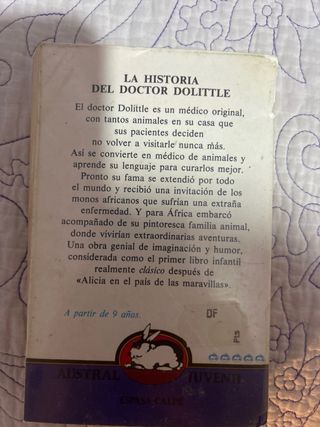 LA HISTORIA
DEL DOCTOR DOLITTLE
El doctor Dolittle es un médico original,
con tantos animales en su casa que
sus pacientes deciden
no volver a visitarle nunca más.
Así se convierte en médico de animales y
aprende su lenguaje para curarlos mejor.
Pronto su fama se extendió por todo
el mundo y recibió una invitación de los
monos africanos que sufrían una extraña
enfermedad. Y para África embarcó
acompañado de su pintoresca familia animal,
donde vivirían extraordinarias aventuras.
Una obra genial de imaginación y humor,
considerada como el primer libro infantil
realmente clásico después de
«Alicia en el país de las maravillas».
A partir de 9 años.
DF
PTS
AUSTRAL JUVENIL
ESPASA-CALPE